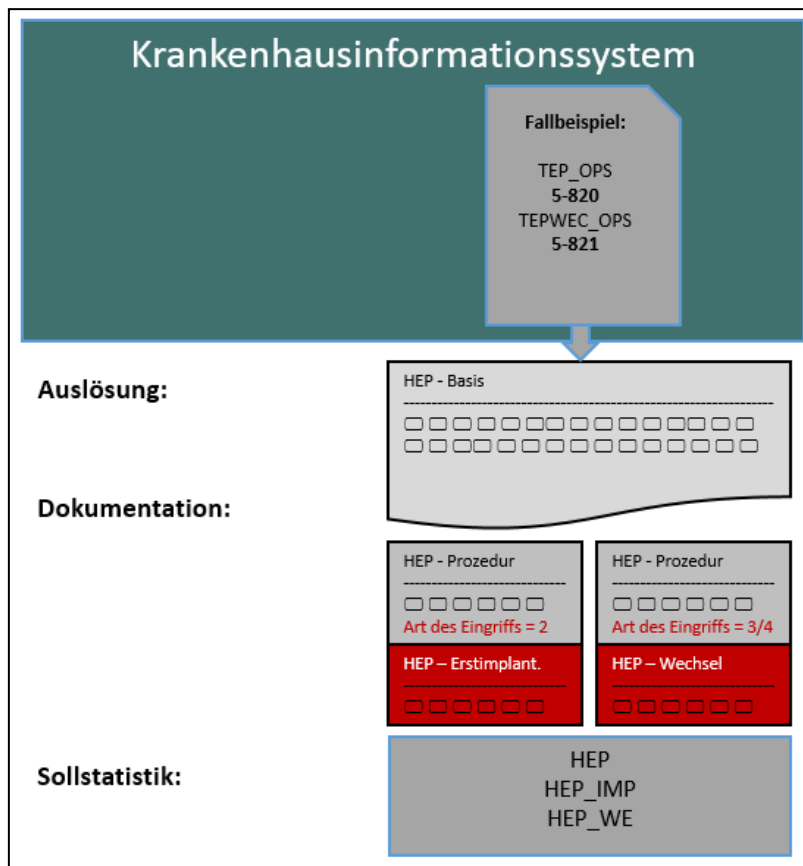 Krankenhausinformationssystem
Fallbeispiel:
TEP_OPS
5-820
TEPWEC_OPS
5-821
Auslösung:
HEP - Basis
Dokumentation:
HEP - Prozedur
Art des Eingriffs = 2
HEP – Erstimplant.
HEP - Prozedur
Art des Eingriffs = 3/4
HEP – Wechsel
Sollstatistik:
HEP
HEP_IMP
HEP_WE